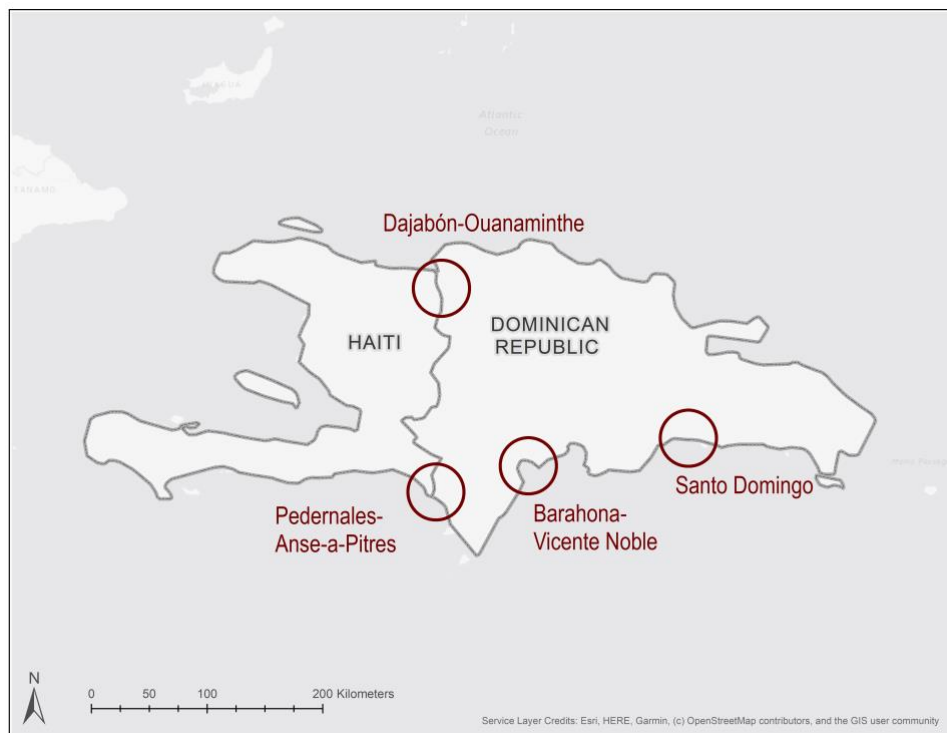 Atlantic
Ocean
Dajabón-Ouanaminthe
HAITI
DOMINICAN
REPUBLIC
Pedernales-
Anse-a-Pitres
Barahona-
Vicente Noble
Santo Domingo
N
0 50 100 200 Kilometers
Service Layer Credits: Esri, HERE, Garmin, (c) OpenStreetMap contributors, and the GIS user community